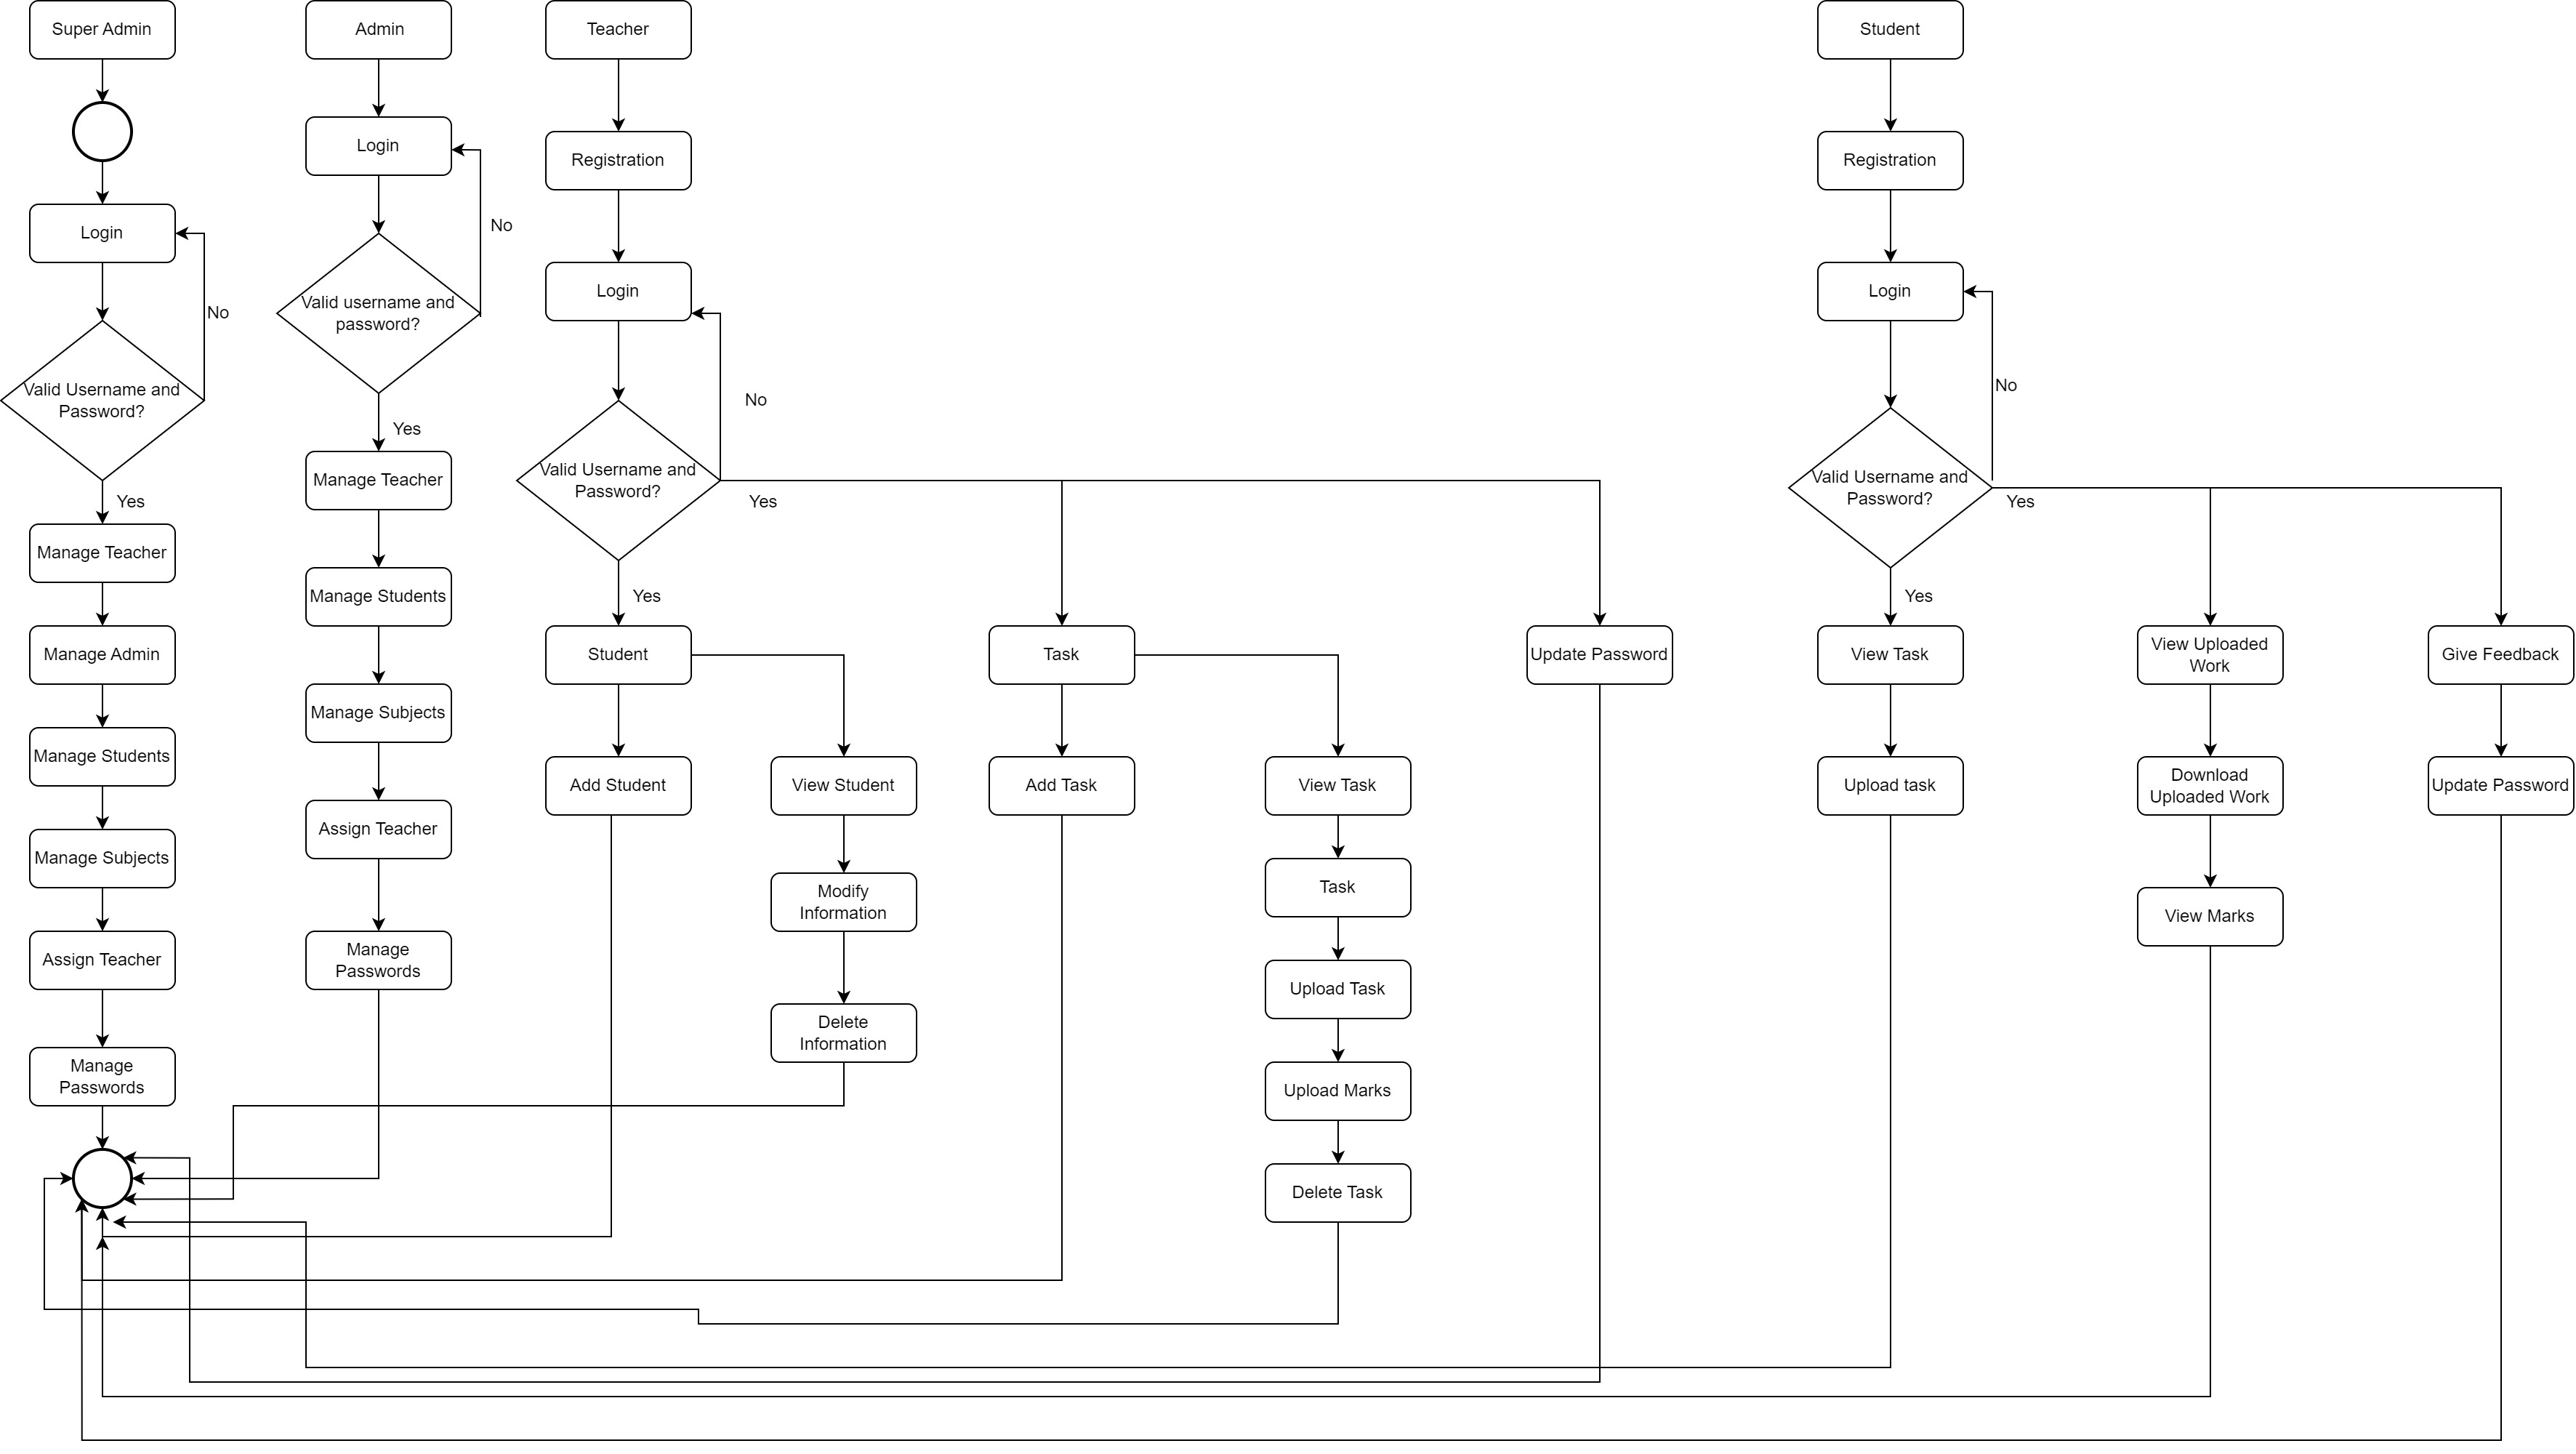 Super Admin
Login
No
Valid Username and
Password?
Yes
Manage Teacher
Manage Admin
Manage Students
Manage Subjects
Assign Teacher
Manage
Passwords
Admin
Login
No
Valid username and
password?
Yes
Manage Teacher
Manage Students
Manage Subjects
Assign Teacher
Manage
Passwords
Teacher
Registration
Login
No
Valid Username and
Password?
Yes
Yes
Student
Add Student
View Student
Modify
Information
Delete
Information
Task
Add Task
View Task
Task
Upload Task
Upload Marks
Delete Task
Update Password
Student
Registration
Login
No
Valid Username and
Password?
Yes
Yes
View Task
Upload task
View Uploaded
Work
Download
Uploaded Work
View Marks
Give Feedback
Update Password